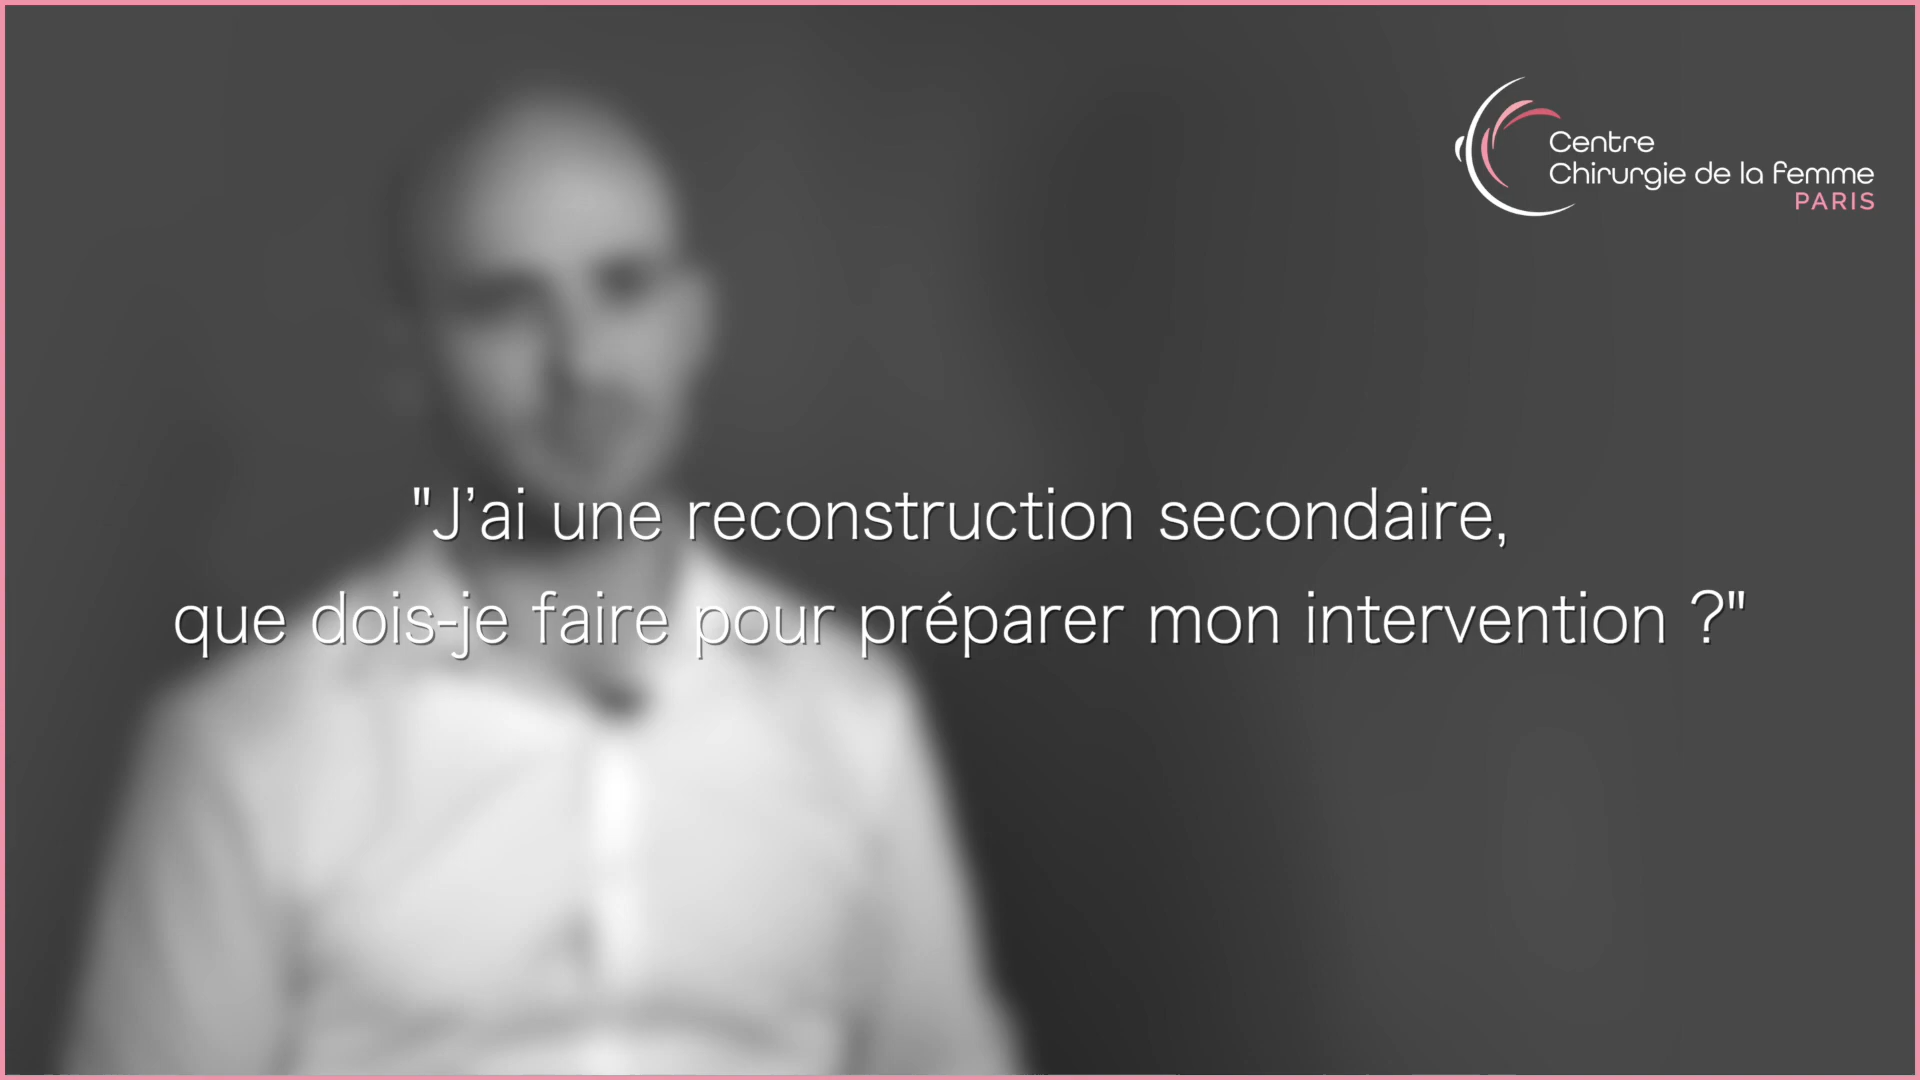 Centre
Chirurgie de la femme
PARIS
"J’ai une reconstruction secondaire,
que dois-je faire pour préparer mon intervention ?"